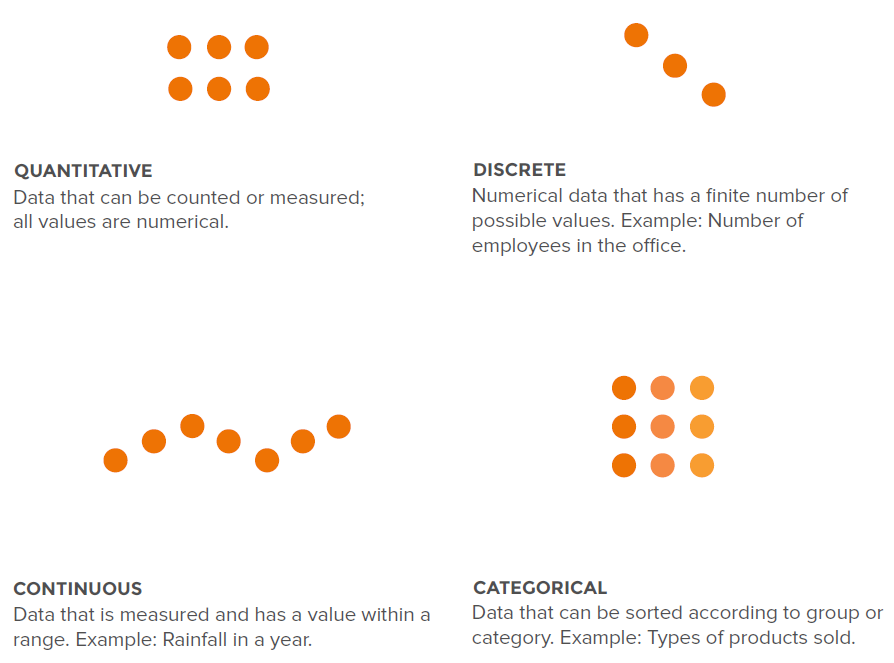 QUANTITATIVE
Data that can be counted or measured;
all values are numerical.
DISCRETE
Numerical data that has a finite number of
possible values. Example: Number of
employees in the office.
CONTINUOUS
Data that is measured and has a value within a
range. Example: Rainfall in a year.
CATEGORICAL
Data that can be sorted according to group or
category. Example: Types of products sold.